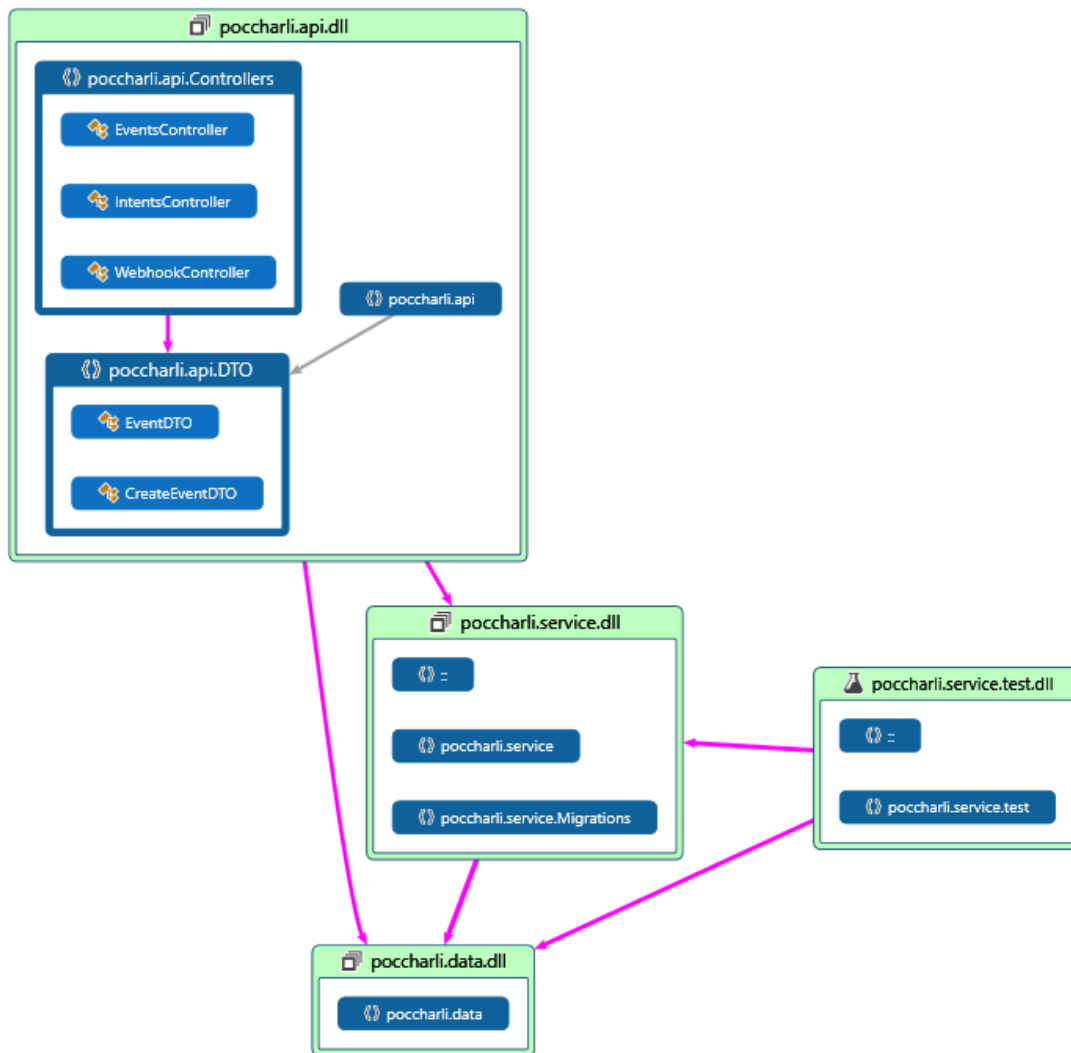 poccharli.api.dll
poccharli.api.Controllers
EventsController
IntentsController
WebhookController
poccharli.api
poccharli.api.DTO
EventDTO
CreateEventDTO
poccharli.service.dll
::
poccharli.service
poccharli.service.Migrations
poccharli.service.test.dll
::
poccharli.service.test
poccharli.data.dll
poccharli.data